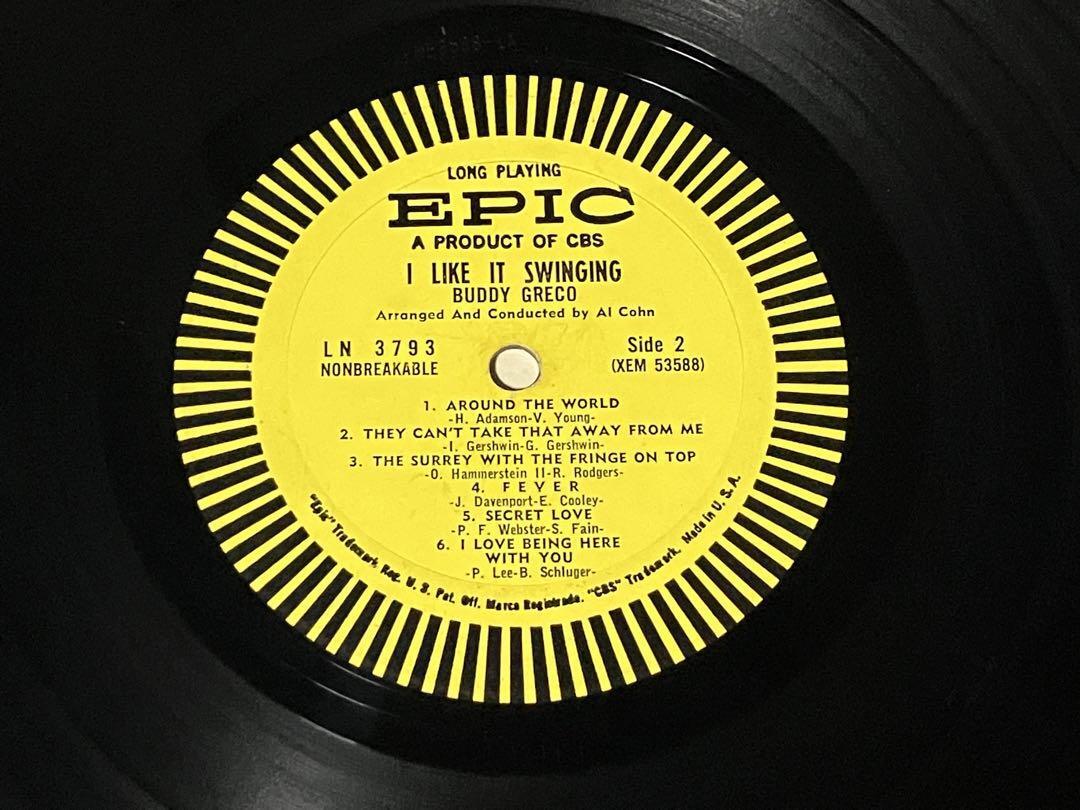 LONG PLAYING
EPIC
A PRODUCT OF CBS
I LIKE IT SWINGING
BUDDY GRECO
Arranged And Conducted by Al Cohn
LN 3793
NONBREAKABLE
Side 2
(XEM 53588)
1. AROUND THE WORLD
-H. Adamson-V. Young-
2. THEY CAN'T TAKE THAT AWAY FROM ME
-I. Gershwin-G. Gershwin-
3. THE SURREY WITH THE FRINGE ON TOP
-O. Hammerstein II-R. Rodgers-
4. FEVER
-J. Davenport-E. Cooley-
5. SECRET LOVE
-P. F. Webster-S. Fain-
6. I LOVE BEING HERE
WITH YOU
-P. Lee-B. Schluger-
"Epic" Trademark Reg. U. S. Pat. Off. Marca Registrada. "CBS" Trademark. Made in U. S. A.